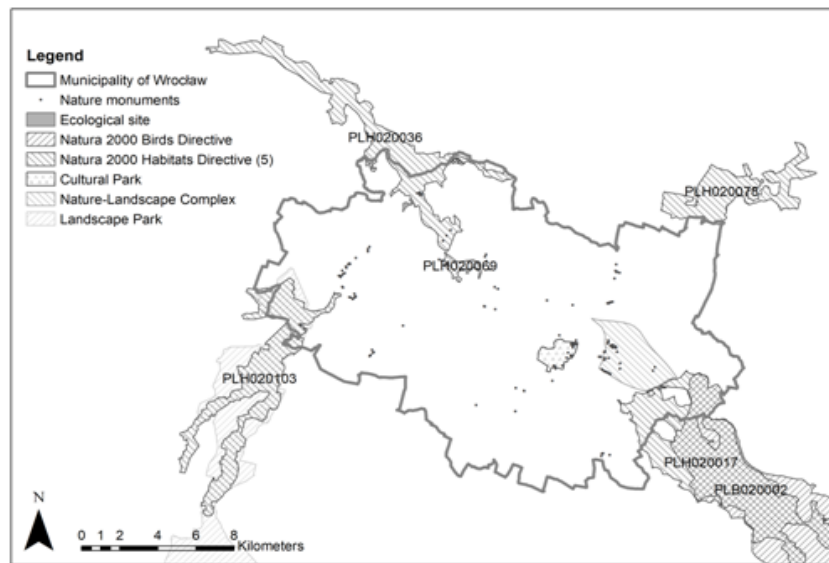 Legend
Municipality of Wrocław
Nature monuments
Ecological site
Natura 2000 Birds Directive
Natura 2000 Habitats Directive (5)
Cultural Park
Nature-Landscape Complex
Landscape Park
PLH020036
PLH020078
PLH020069
PLH020103
PLH020017
PLB020002
N
0 1 2 4 6 8
Kilometers